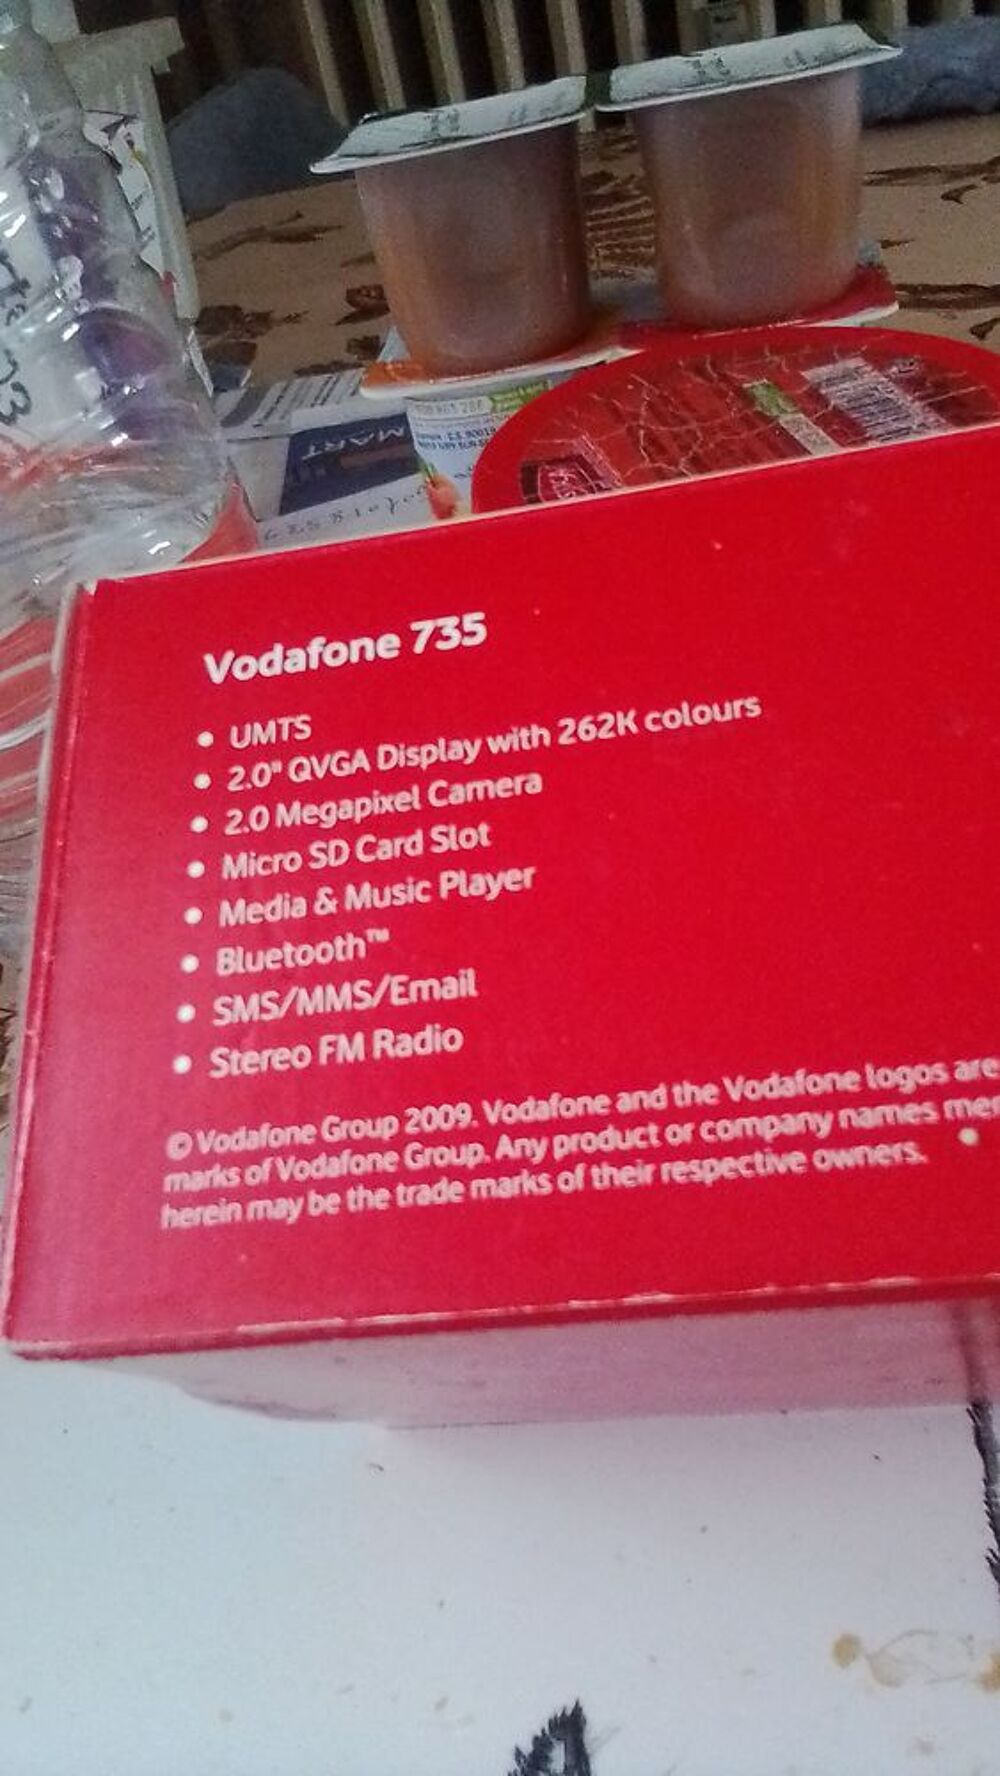 MART
Vodafone 735
• UMTS
• 2.0" QVGA Display with 262K colours
• 2.0 Megapixel Camera
• Micro SD Card Slot
• Media & Music Player
• Bluetooth™
• SMS/MMS/Email
• Stereo FM Radio
© Vodafone Group 2009. Vodafone and the Vodafone logos are
marks of Vodafone Group. Any product or company names
herein may be the trade marks of their respective owners.